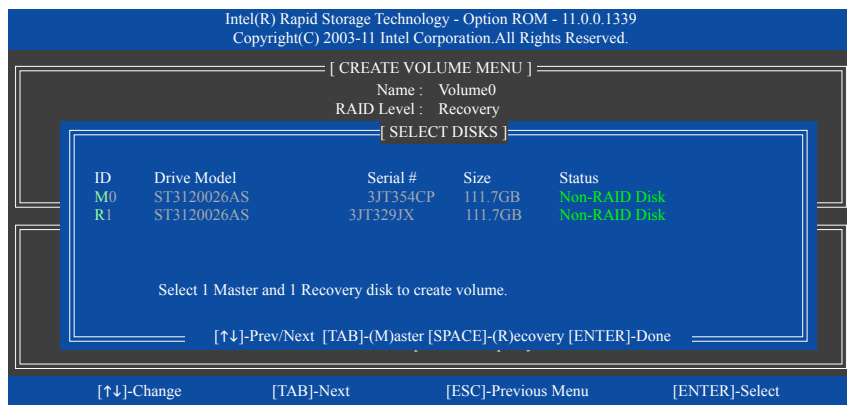 Intel(R) Rapid Storage Technology - Option ROM - 11.0.0.1339
Copyright(C) 2003-11 Intel Corporation.All Rights Reserved.
[ CREATE VOLUME MENU ]
Name : Volume0
RAID Level : Recovery
[ SELECT DISKS ]
ID Drive Model Serial # Size Status
M0 ST3120026AS 3JT354CP 111.7GB Non-RAID Disk
R1 ST3120026AS 3JT329JX 111.7GB Non-RAID Disk
Select 1 Master and 1 Recovery disk to create volume.
[↑↓]-Prev/Next [TAB]-(M)aster [SPACE]-(R)ecovery [ENTER]-Done
[↑↓]-Change [TAB]-Next [ESC]-Previous Menu [ENTER]-Select